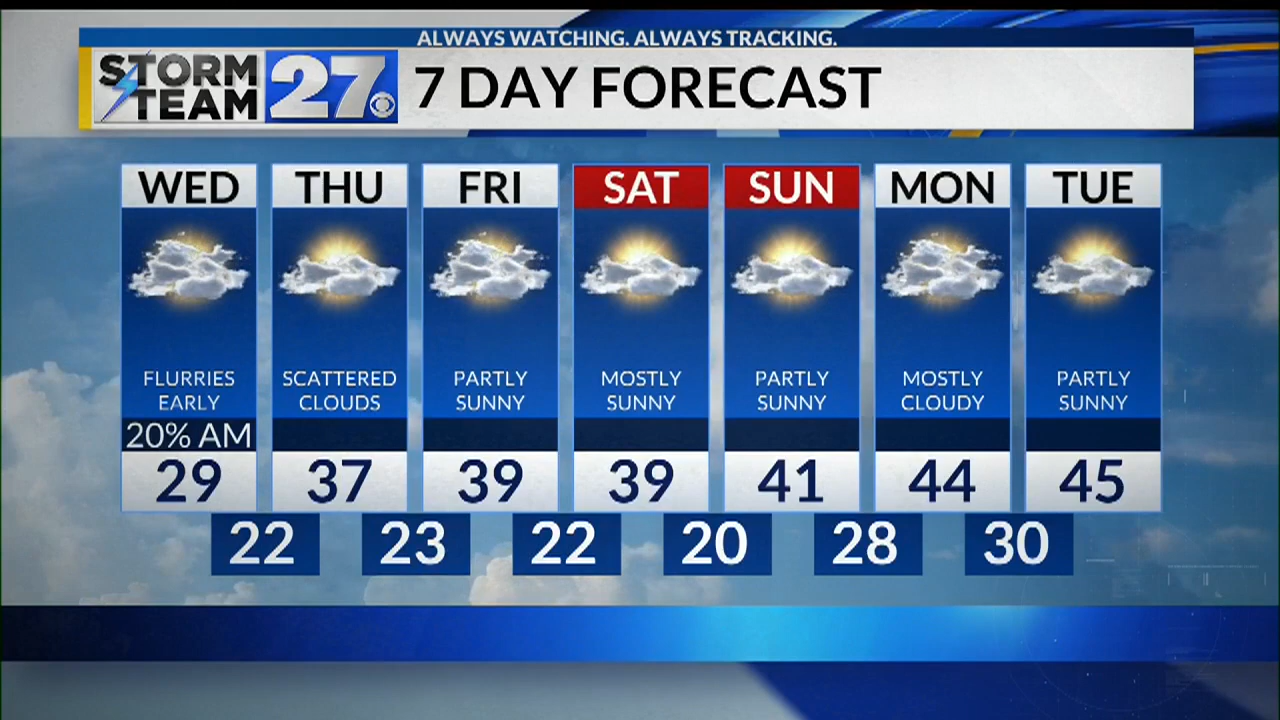 ALWAYS WATCHING. ALWAYS TRACKING.
STORM
TEAM
27
7 DAY FORECAST
WED THU FRI SAT SUN MON TUE
FLURRIES EARLY
SCATTERED CLOUDS
PARTLY SUNNY
MOSTLY SUNNY
PARTLY SUNNY
MOSTLY CLOUDY
PARTLY SUNNY
20% AM
29 37 39 39 41 44 45
22 23 22 20 28 30